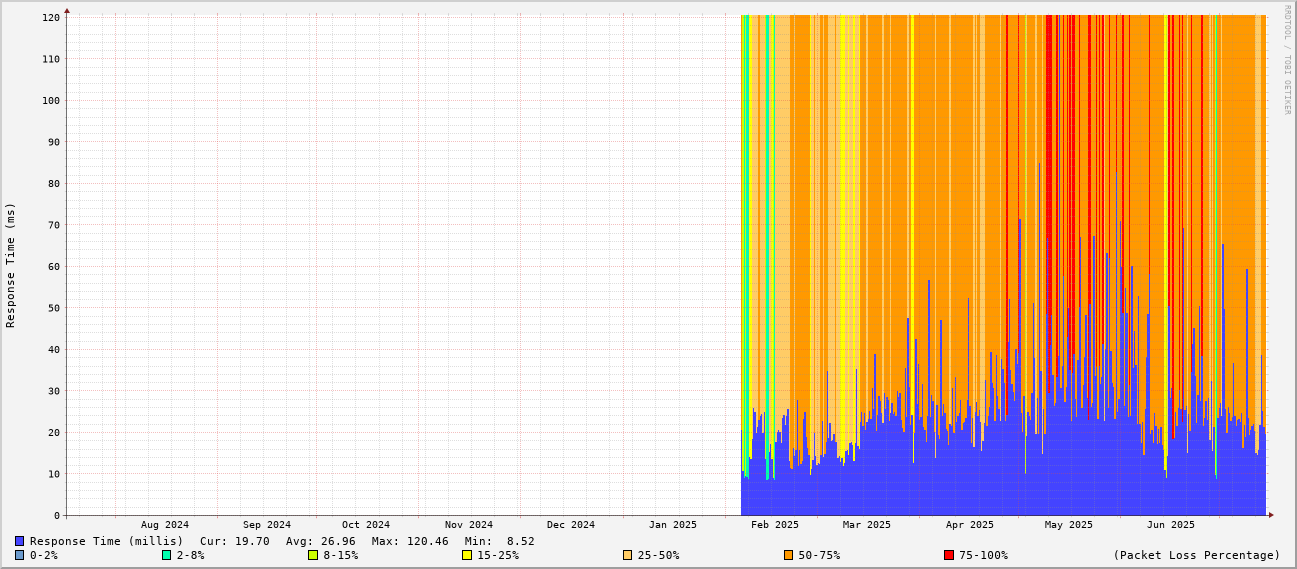 RRDTOOL / TOBI OETIKER
Response Time (ms)
120
110
100
90
80
70
60
50
40
30
20
10
0
Aug 2024 Sep 2024 Oct 2024 Nov 2024 Dec 2024 Jan 2025 Feb 2025 Mar 2025 Apr 2025 May 2025 Jun 2025
Response Time (millis) Cur: 19.70 Avg: 26.96 Max: 120.46 Min: 8.52
0-2% 2-8% 8-15% 15-25% 25-50% 50-75% 75-100% (Packet Loss Percentage)